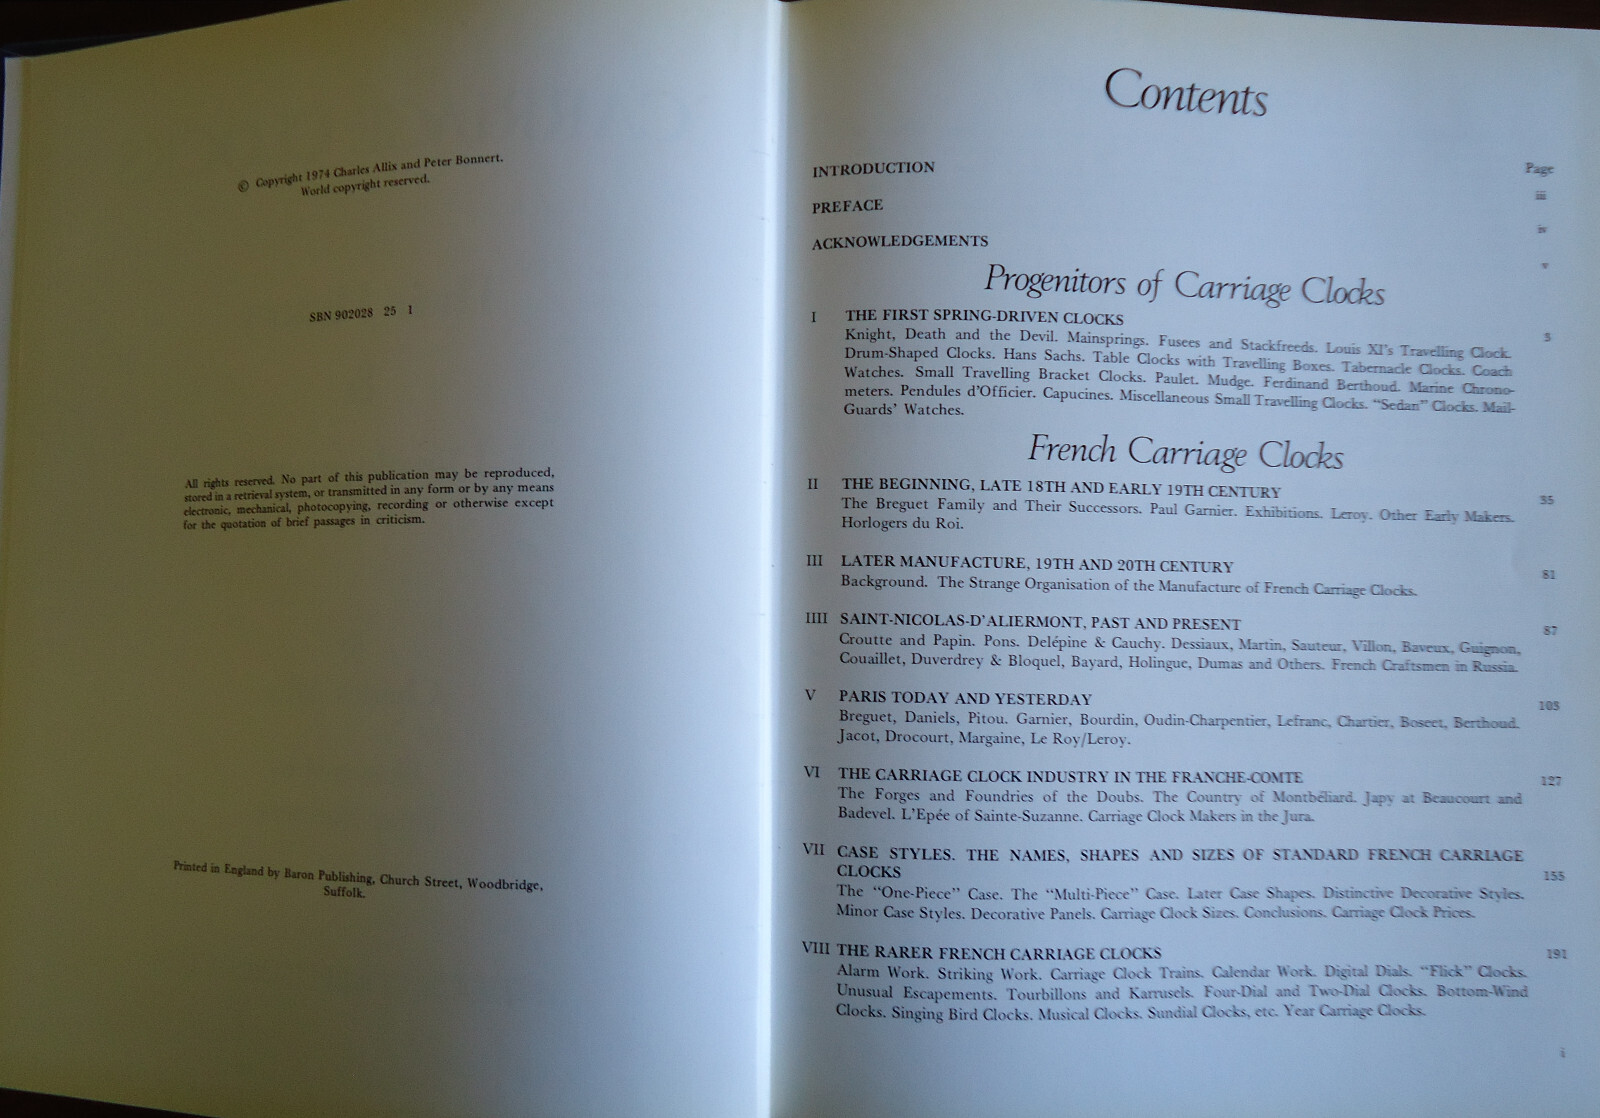 © Copyright 1974 Charles Allix and Peter Bonnert.
World copyright reserved.
SBN 902028 25 1
All rights reserved. No part of this publication may be reproduced,
stored in a retrieval system, or transmitted in any form or by any means
electronic, mechanical, photocopying, recording or otherwise except
for the quotation of brief passages in criticism.
Printed in England by Baron Publishing, Church Street, Woodbridge,
Suffolk.
Contents
Page
INTRODUCTION iii
PREFACE iv
ACKNOWLEDGEMENTS v
Progenitors of Carriage Clocks
I THE FIRST SPRING-DRIVEN CLOCKS 5
Knight, Death and the Devil. Mainsprings. Fusees and Stackfreeds. Louis XI's Travelling Clock.
Drum-Shaped Clocks. Hans Sachs. Table Clocks with Travelling Boxes. Tabernacle Clocks. Coach
Watches. Small Travelling Bracket Clocks. Paulet. Mudge. Ferdinand Berthoud. Marine Chrono-
meters. Pendules d'Officier. Capucines. Miscellaneous Small Travelling Clocks. "Sedan" Clocks. Mail-
Guards' Watches.
French Carriage Clocks
II THE BEGINNING, LATE 18TH AND EARLY 19TH CENTURY 35
The Breguet Family and Their Successors. Paul Garnier. Exhibitions. Leroy. Other Early Makers.
Horlogers du Roi.
III LATER MANUFACTURE, 19TH AND 20TH CENTURY 81
Background. The Strange Organisation of the Manufacture of French Carriage Clocks.
IIII SAINT-NICOLAS-D'ALIERMONT, PAST AND PRESENT 87
Croutte and Papin. Pons. Delépine & Cauchy. Dessiaux, Martin, Sauteur, Villon, Baveux, Guignon,
Couaillet, Duverdrey & Bloquel, Bayard, Holingue, Dumas and Others. French Craftsmen in Russia.
V PARIS TODAY AND YESTERDAY 105
Breguet, Daniels, Pitou. Garnier, Bourdin, Oudin-Charpentier, Lefranc, Chartier, Boseet, Berthoud.
Jacot, Drocourt, Margaine, Le Roy/Leroy.
VI THE CARRIAGE CLOCK INDUSTRY IN THE FRANCHE-COMTE 127
The Forges and Foundries of the Doubs. The Country of Montbéliard. Japy at Beaucourt and
Badevel. L'Epée of Sainte-Suzanne. Carriage Clock Makers in the Jura.
VII CASE STYLES. THE NAMES, SHAPES AND SIZES OF STANDARD FRENCH CARRIAGE
CLOCKS 155
The "One-Piece" Case. The "Multi-Piece" Case. Later Case Shapes. Distinctive Decorative Styles.
Minor Case Styles. Decorative Panels. Carriage Clock Sizes. Conclusions. Carriage Clock Prices.
VIII THE RARER FRENCH CARRIAGE CLOCKS 191
Alarm Work. Striking Work. Carriage Clock Trains. Calendar Work. Digital Dials. "Flick" Clocks.
Unusual Escapements. Tourbillons and Karrusels. Four-Dial and Two-Dial Clocks. Bottom-Wind
Clocks. Singing Bird Clocks. Musical Clocks. Sundial Clocks, etc. Year Carriage Clocks.
i